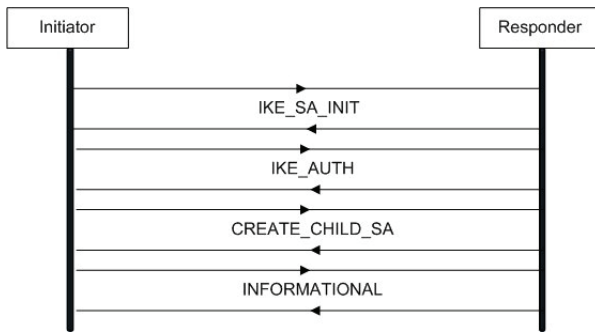 Initiator
Responder
IKE_SA_INIT
IKE_AUTH
CREATE_CHILD_SA
INFORMATIONAL